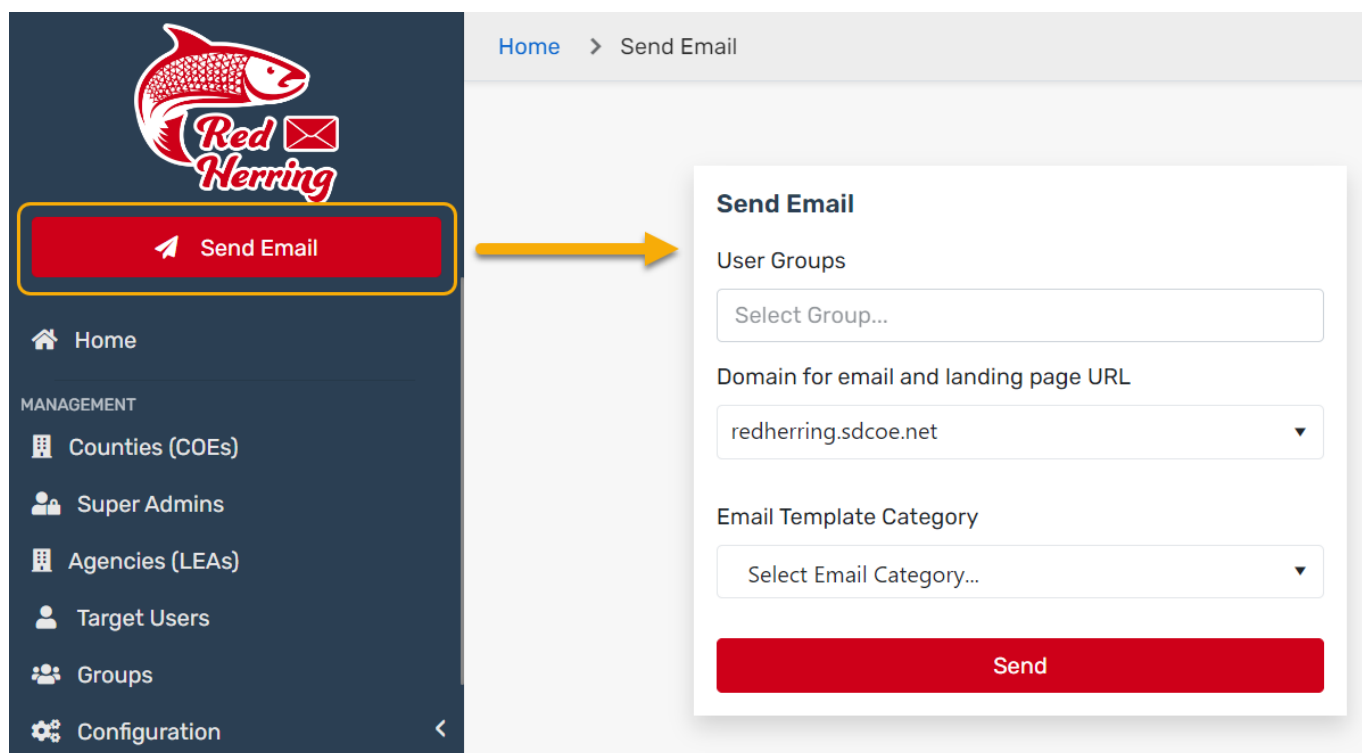 Red
Herring
Send Email
Home
MANAGEMENT
Counties (COEs)
Super Admins
Agencies (LEAs)
Target Users
Groups
Configuration
Home > Send Email
Send Email
User Groups
Select Group...
Domain for email and landing page URL
redherring.sdcoe.net
Email Template Category
Select Email Category...
Send